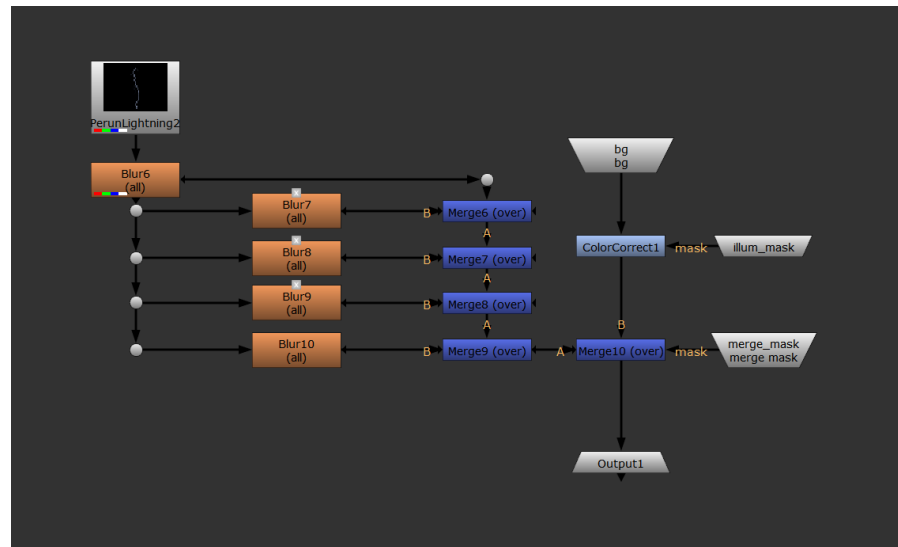 PerunLightning2
Blur6
(all)
bg
bg
x
Blur7
(all)
B
Merge6 (over)
A
x
Blur8
(all)
B
Merge7 (over)
ColorCorrect1
mask
illum_mask
A
x
Blur9
(all)
B
Merge8 (over)
A
B
Blur10
(all)
B
Merge9 (over)
A
Merge10 (over)
mask
merge_mask
merge mask
Output1